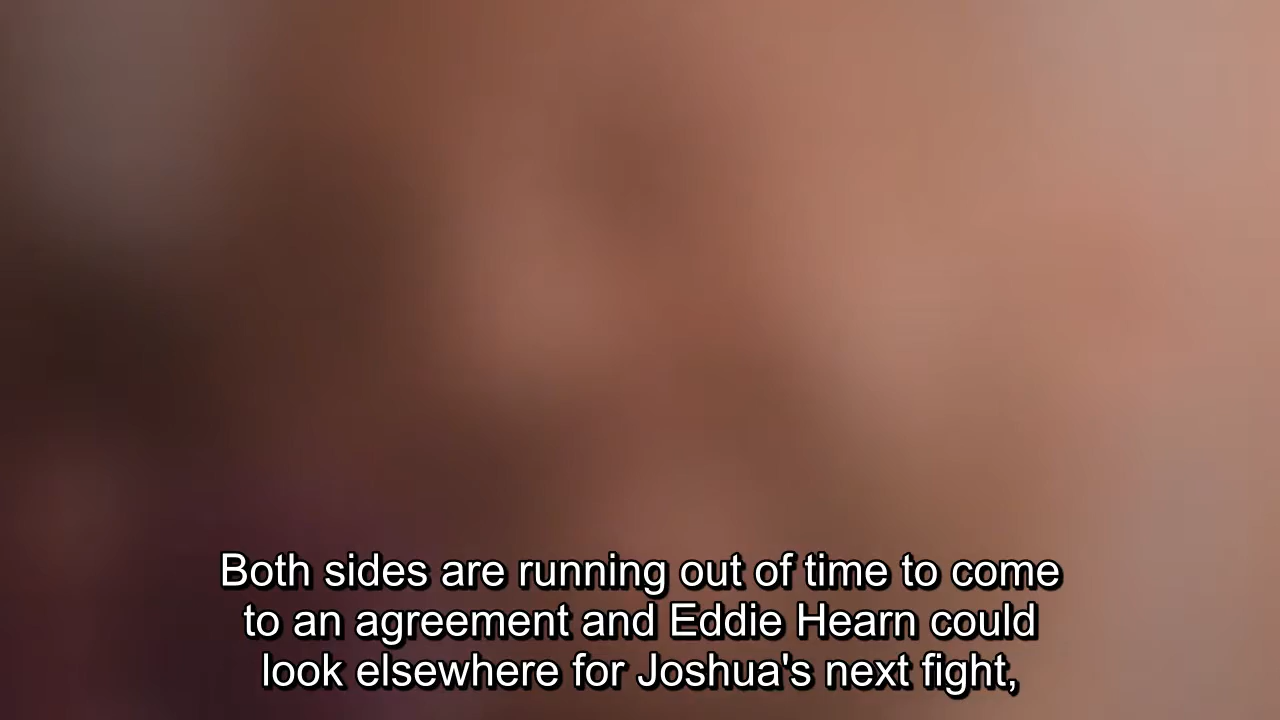 Both sides are running out of time to come
to an agreement and Eddie Hearn could
look elsewhere for Joshua's next fight,